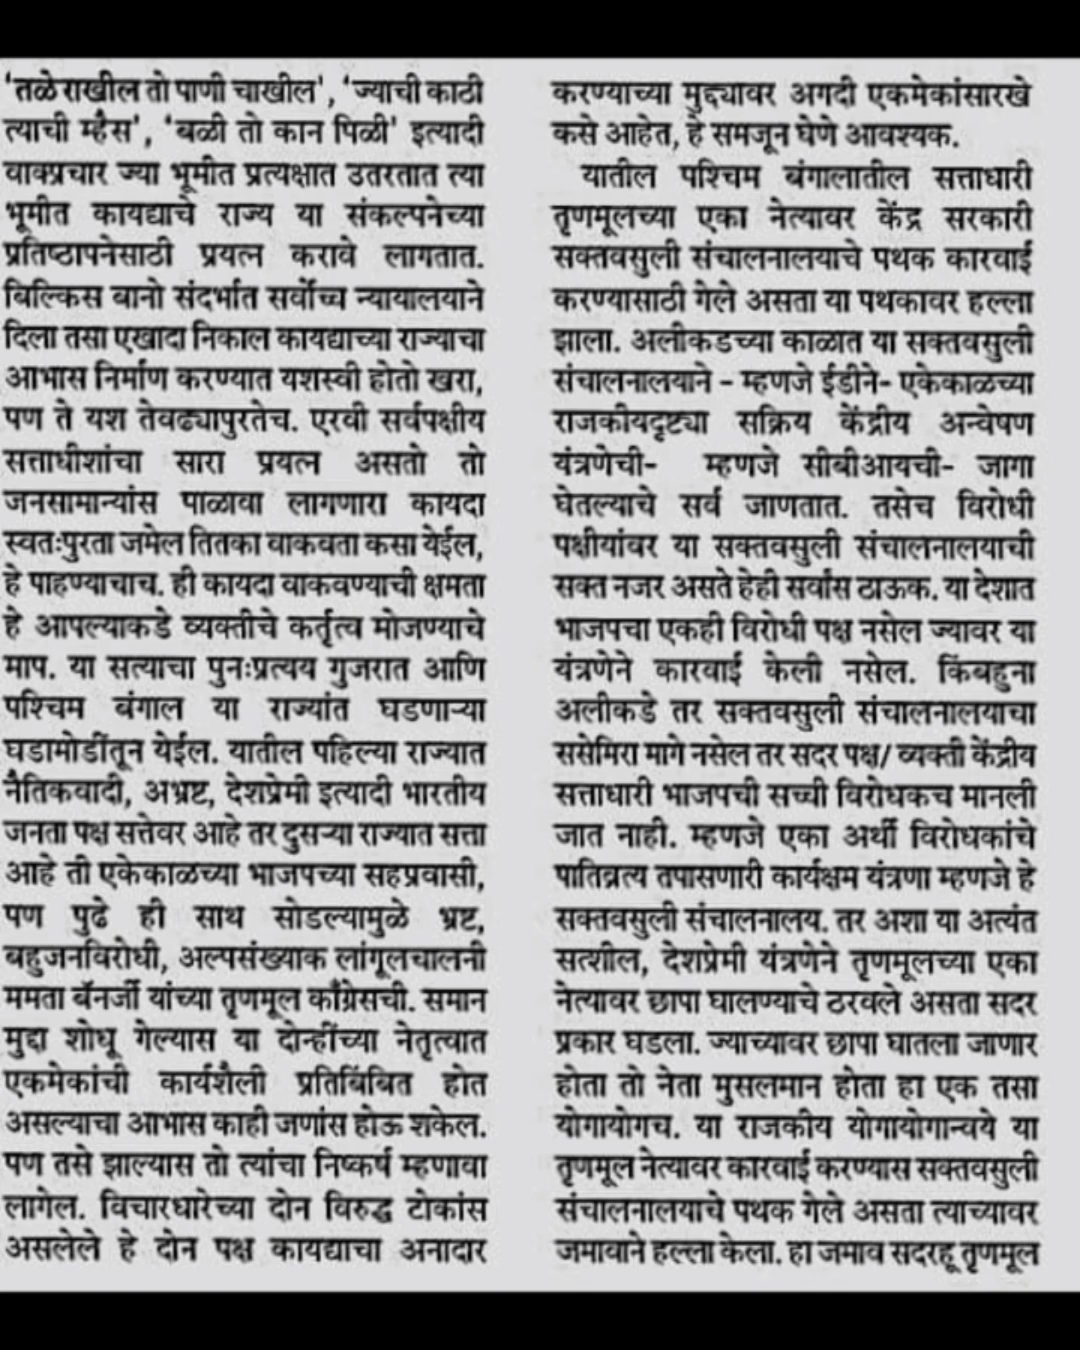 'तळे राखील तो पाणी चाखील', 'ज्याची काठी
त्याची म्हैस', 'बळी तो कान पिळी' इत्यादी
वाक्प्रचार ज्या भूमीत प्रत्यक्षात उतरतात त्या
भूमीत कायद्याचे राज्य या संकल्पनेच्या
प्रतिष्ठापनेसाठी प्रयत्न करावे लागतात.
बिल्किस बानो संदर्भात सर्वोच्च न्यायालयाने
दिला तसा एखादा निकाल कायद्याच्या राज्याचा
आभास निर्माण करण्यात यशस्वी होतो खरा,
पण ते यश तेवढ्यापुरतेच. एरवी सर्वपक्षीय
सत्ताधीशांचा सारा प्रयत्न असतो तो
जनसामान्यांस पाळावा लागणारा कायदा
स्वतःपुरता जमेल तितका वाकवता कसा येईल,
हे पाहण्याचाच. ही कायदा वाकवण्याची क्षमता
हे आपल्याकडे व्यक्तीचे कर्तृत्व मोजण्याचे
माप. या सत्याचा पुनःप्रत्यय गुजरात आणि
पश्चिम बंगाल या राज्यांत घडणाऱ्या
घडामोडींतून येईल. यातील पहिल्या राज्यात
नैतिकवादी, अभ्रष्ट, देशप्रेमी इत्यादी भारतीय
जनता पक्ष सत्तेवर आहे तर दुसऱ्या राज्यात सत्ता
आहे ती एकेकाळच्या भाजपच्या सहप्रवासी,
पण पुढे ही साथ सोडल्यामुळे भ्रष्ट,
बहुजनविरोधी, अल्पसंख्याक लांगूलचालनी
ममता बॅनर्जी यांच्या तृणमूल काँग्रेसची. समान
मुद्दा शोधू गेल्यास या दोन्हींच्या नेतृत्वात
एकमेकांची कार्यशैली प्रतिबिंबित होत
असल्याचा आभास काही जणांस होऊ शकेल.
पण तसे झाल्यास तो त्यांचा निष्कर्ष म्हणावा
लागेल. विचारधारेच्या दोन विरुद्ध टोकांस
असलेले हे दोन पक्ष कायद्याचा अनादार
करण्याच्या मुद्द्यावर अगदी एकमेकांसारखे
कसे आहेत, हे समजून घेणे आवश्यक.
यातील पश्चिम बंगालातील सत्ताधारी
तृणमूलच्या एका नेत्यावर केंद्र सरकारी
सक्तवसुली संचालनालयाचे पथक कारवाई
करण्यासाठी गेले असता या पथकावर हल्ला
झाला. अलीकडच्या काळात या सक्तवसुली
संचालनालयाने - म्हणजे ईडीने- एकेकाळच्या
राजकीयदृष्ट्या सक्रिय केंद्रीय अन्वेषण
यंत्रणेची- म्हणजे सीबीआयची- जागा
घेतल्याचे सर्व जाणतात. तसेच विरोधी
पक्षीयांवर या सक्तवसुली संचालनालयाची
सक्त नजर असते हेही सर्वांस ठाऊक. या देशात
भाजपचा एकही विरोधी पक्ष नसेल ज्यावर या
यंत्रणेने कारवाई केली नसेल. किंबहुना
अलीकडे तर सक्तवसुली संचालनालयाचा
ससेमिरा मागे नसेल तर सदर पक्ष/ व्यक्ती केंद्रीय
सत्ताधारी भाजपची सच्ची विरोधकच मानली
जात नाही. म्हणजे एका अर्थी विरोधकांचे
पातिव्रत्य तपासणारी कार्यक्षम यंत्रणा म्हणजे हे
सक्तवसुली संचालनालय. तर अशा या अत्यंत
सत्शील, देशप्रेमी यंत्रणेने तृणमूलच्या एका
नेत्यावर छापा घालण्याचे ठरवले असता सदर
प्रकार घडला. ज्याच्यावर छापा घातला जाणार
होता तो नेता मुसलमान होता हा एक तसा
योगायोगच. या राजकीय योगायोगान्वये या
तृणमूल नेत्यावर कारवाई करण्यास सक्तवसुली
संचालनालयाचे पथक गेले असता त्याच्यावर
जमावाने हल्ला केला. हा जमाव सदरहू तृणमूल